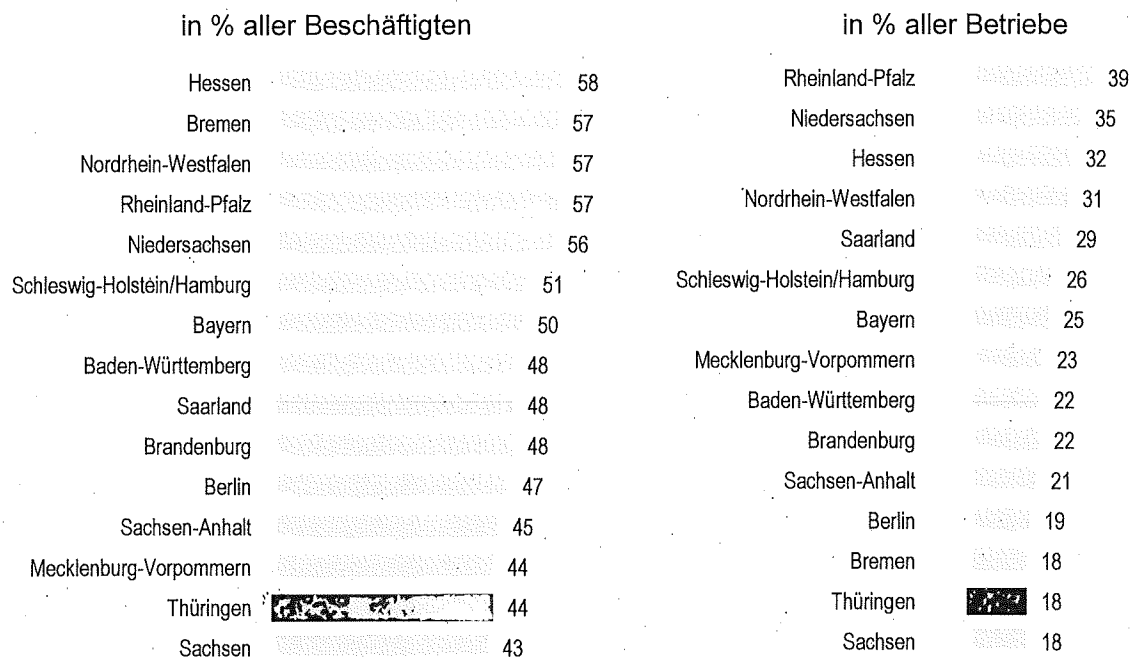 in % aller Beschäftigten
Hessen 58
Bremen 57
Nordrhein-Westfalen 57
Rheinland-Pfalz 57
Niedersachsen 56
Schleswig-Holstein/Hamburg 51
Bayern 50
Baden-Württemberg 48
Saarland 48
Brandenburg 48
Berlin 47
Sachsen-Anhalt 45
Mecklenburg-Vorpommern 44
Thüringen 44
Sachsen 43
in % aller Betriebe
Rheinland-Pfalz 39
Niedersachsen 35
Hessen 32
Nordrhein-Westfalen 31
Saarland 29
Schleswig-Holstein/Hamburg 26
Bayern 25
Mecklenburg-Vorpommern 23
Baden-Württemberg 22
Brandenburg 22
Sachsen-Anhalt 21
Berlin 19
Bremen 18
Thüringen 18
Sachsen 18